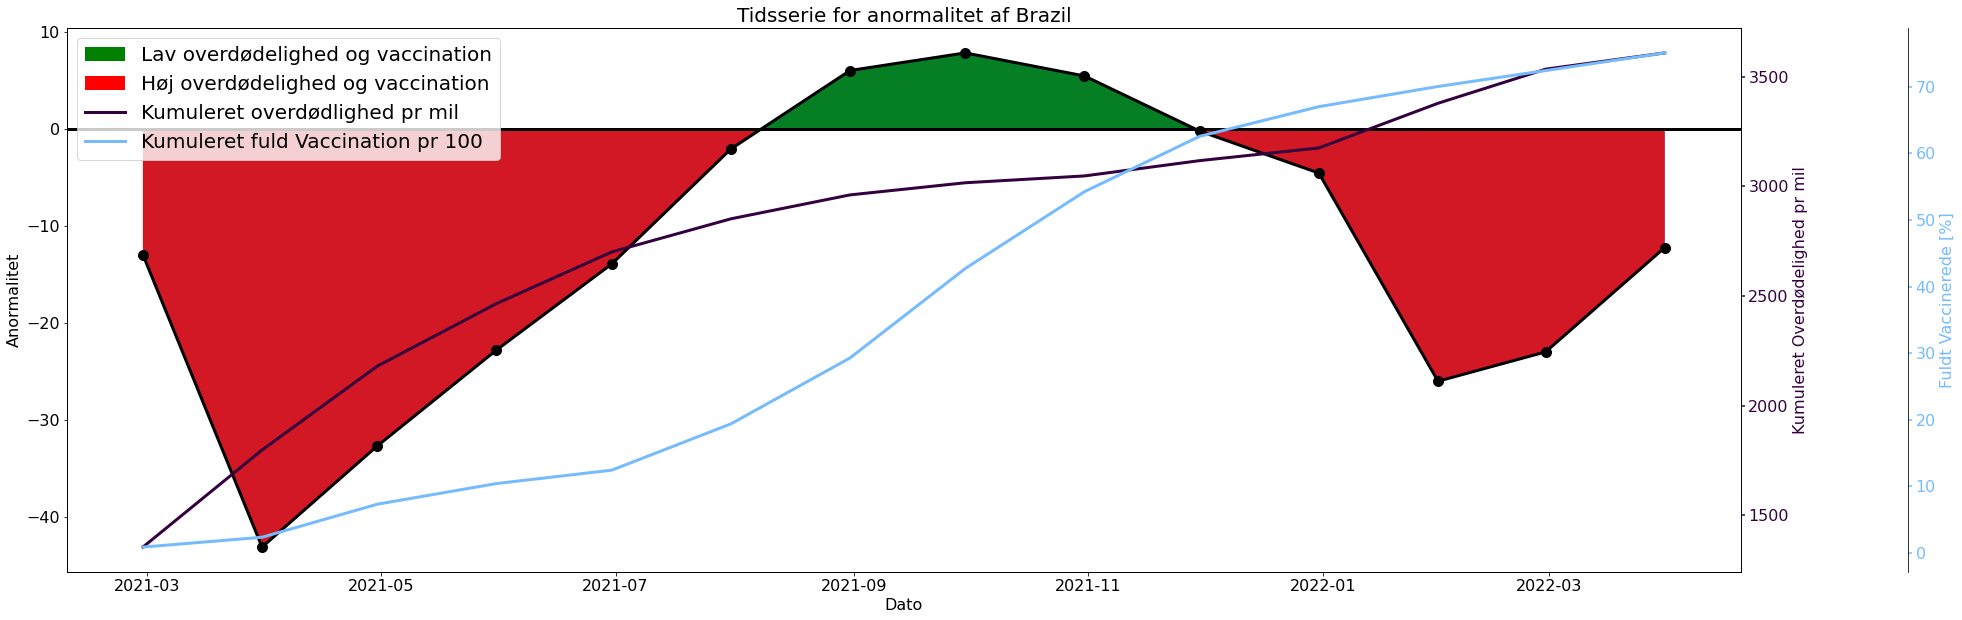 Tidsserie for anormalitet af Brazil
Lav overdødelighed og vaccination
Høj overdødelighed og vaccination
Kumuleret overdødlighed pr mil
Kumuleret fuld Vaccination pr 100
10
0
−10
−20
−30
−40
Anormalitet
2021-03
2021-05
2021-07
2021-09
2021-11
2022-01
2022-03
Dato
3500
3000
2500
2000
1500
Kumuleret Overdødelighed pr mil
70
60
50
40
30
20
10
0
Fuldt Vaccinerede [%]